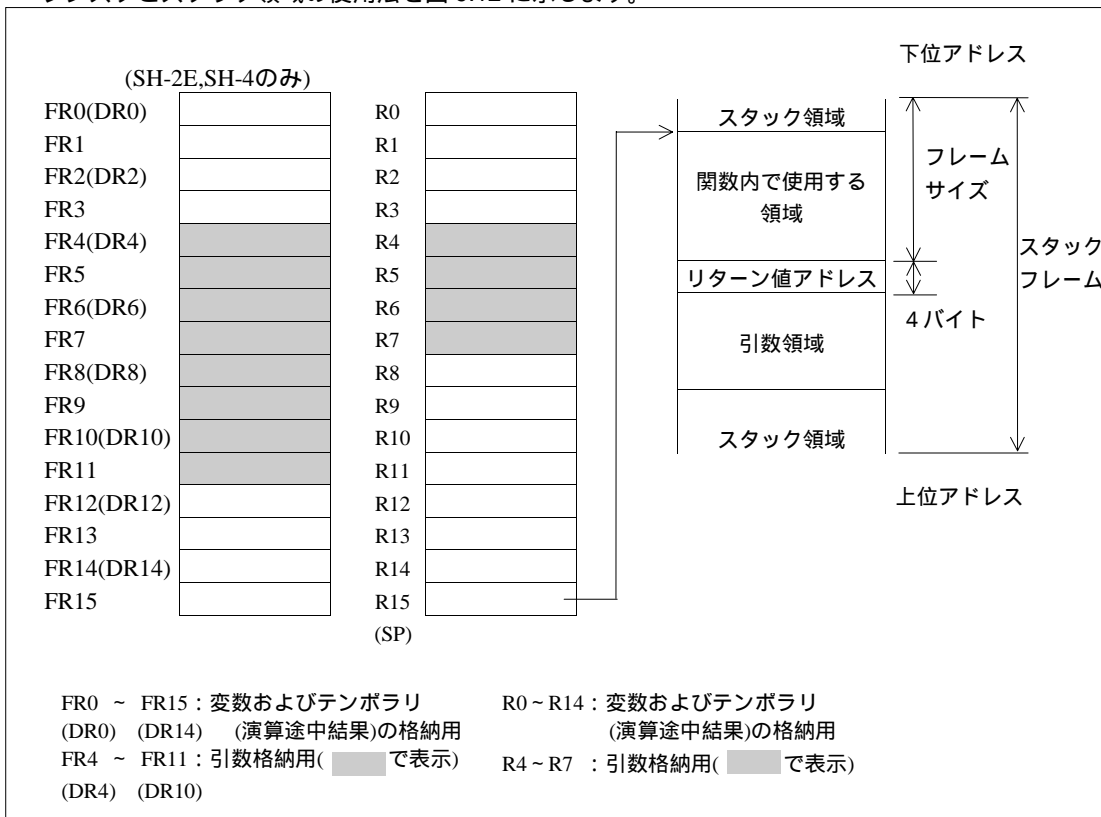 (SH-2E,SH-4のみ)
FR0(DR0)
FR1
FR2(DR2)
FR3
FR4(DR4)
FR5
FR6(DR6)
FR7
FR8(DR8)
FR9
FR10(DR10)
FR11
FR12(DR12)
FR13
FR14(DR14)
FR15
R0
R1
R2
R3
R4
R5
R6
R7
R8
R9
R10
R11
R12
R13
R14
R15
(SP)
下位アドレス
スタック領域
関数内で使用する
領域
リターン値アドレス
引数領域
スタック領域
フレーム
サイズ
4バイト
スタック
フレーム
上位アドレス
FR0 ~ FR15:変数およびテンポラリ
(DR0) (DR14) (演算途中結果)の格納用
FR4 ~ FR11:引数格納用( で表示)
(DR4) (DR10)
R0~R14:変数およびテンポラリ
(演算途中結果)の格納用
R4~R7 :引数格納用( で表示)